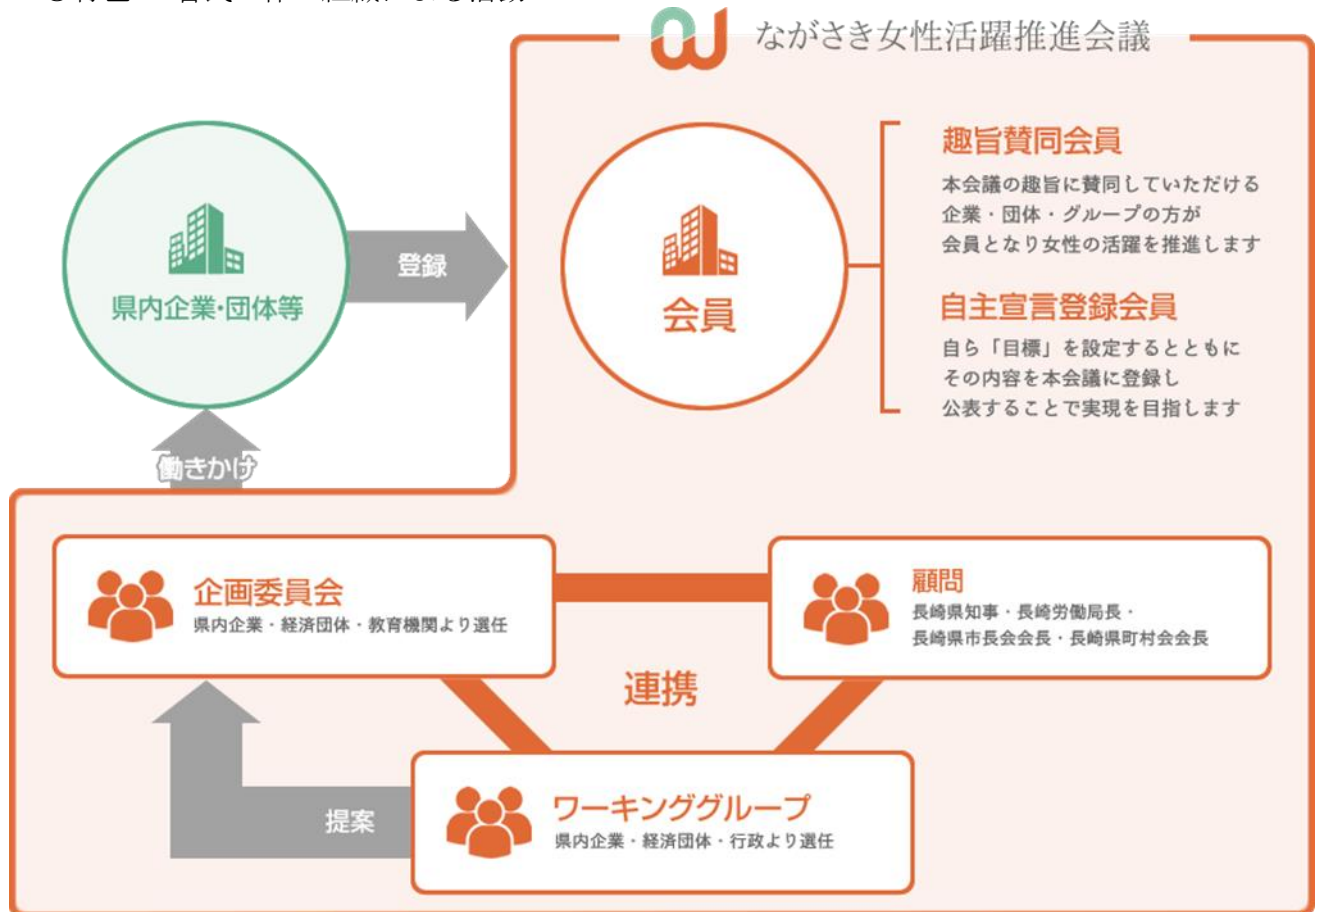 ながさき女性活躍推進会議
県内企業・団体等
登録
会員
趣旨賛同会員
本会議の趣旨に賛同していただける
企業・団体・グループの方が
会員となり女性の活躍を推進します
自主宣言登録会員
自ら「目標」を設定するとともに
その内容を本会議に登録し
公表することで実現を目指します
働きかけ
企画委員会
県内企業・経済団体・教育機関より選任
顧問
長崎県知事・長崎労働局長・
長崎県市長会会長・長崎県町村会会長
連携
提案
ワーキンググループ
県内企業・経済団体・行政より選任